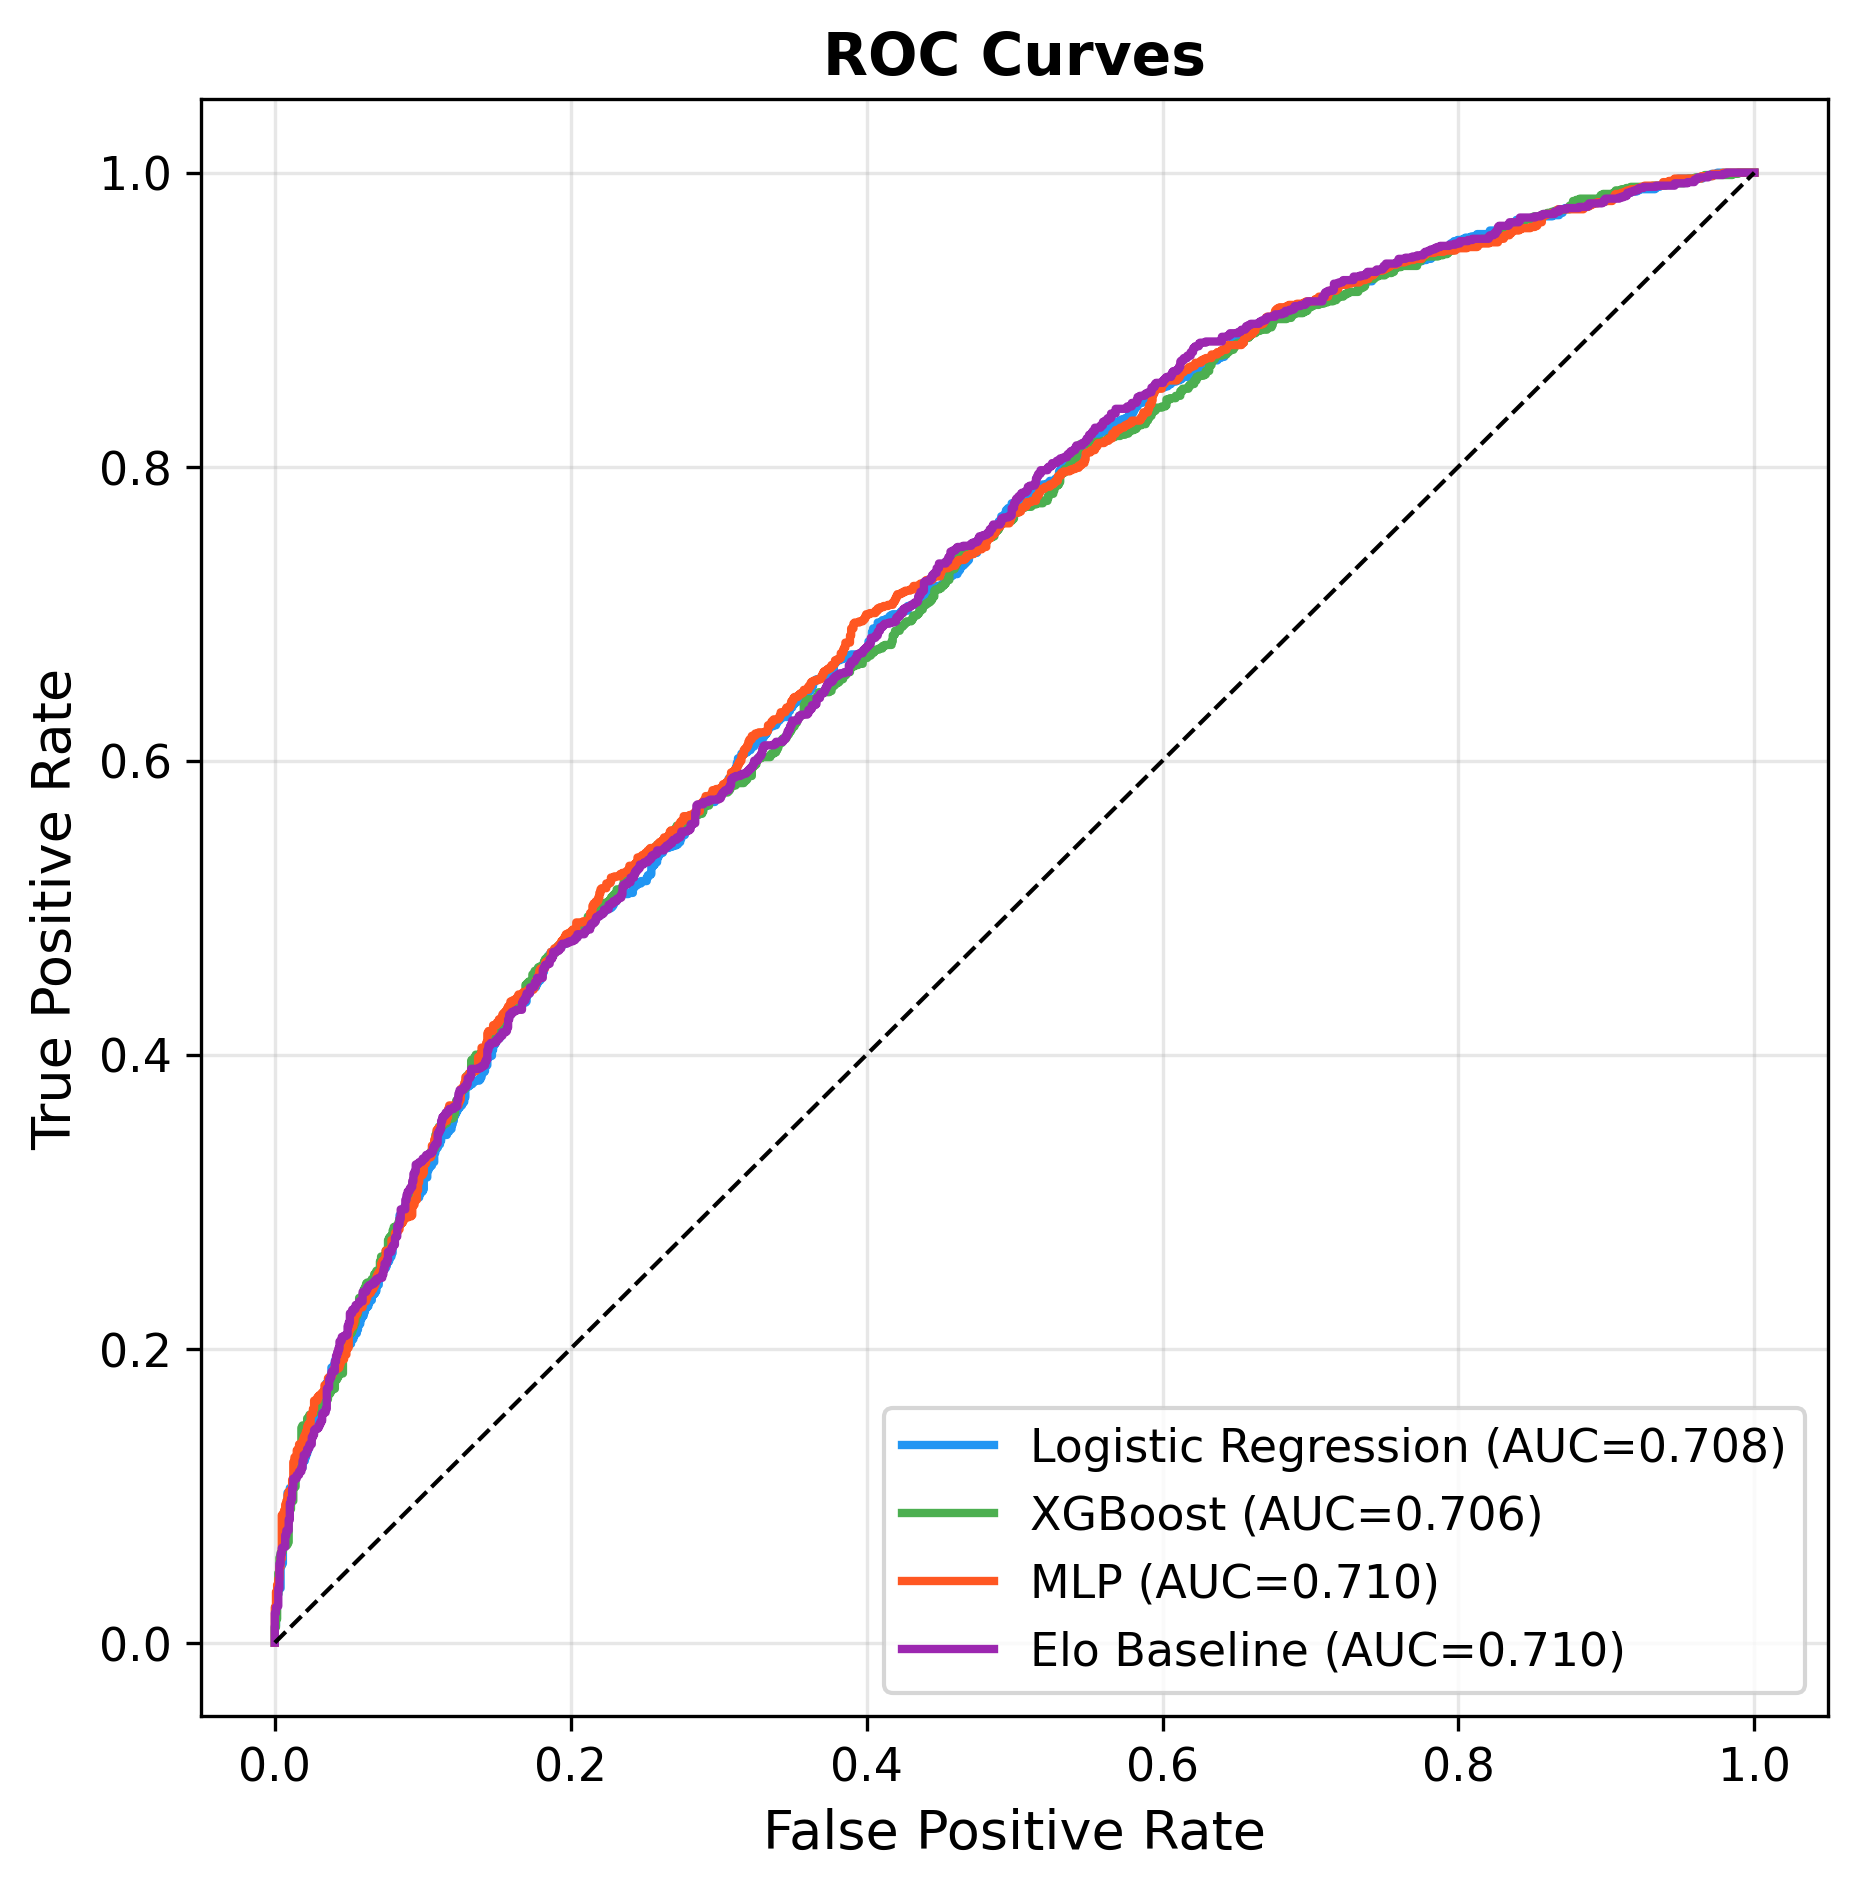 ROC Curves
True Positive Rate
1.0
0.8
0.6
0.4
0.2
0.0
Logistic Regression (AUC=0.708)
XGBoost (AUC=0.706)
MLP (AUC=0.710)
Elo Baseline (AUC=0.710)
0.0 0.2 0.4 0.6 0.8 1.0
False Positive Rate